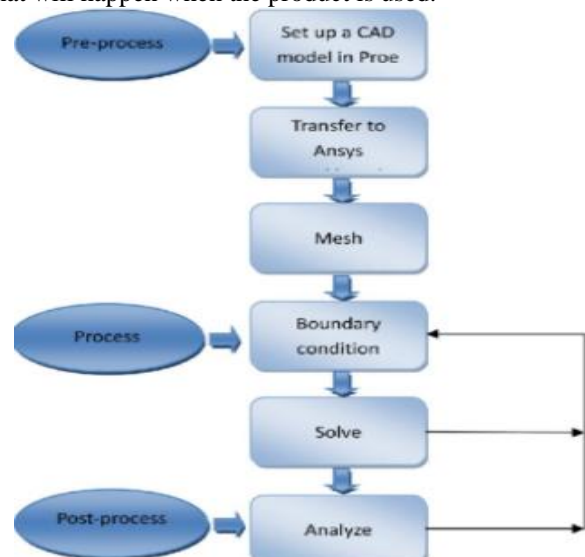 hat will happen when the product is used.
Pre-process
Set up a CAD
model in Proe
Transfer to
Ansys
Mesh
Process
Boundary
condition
Solve
Post-process
Analyze